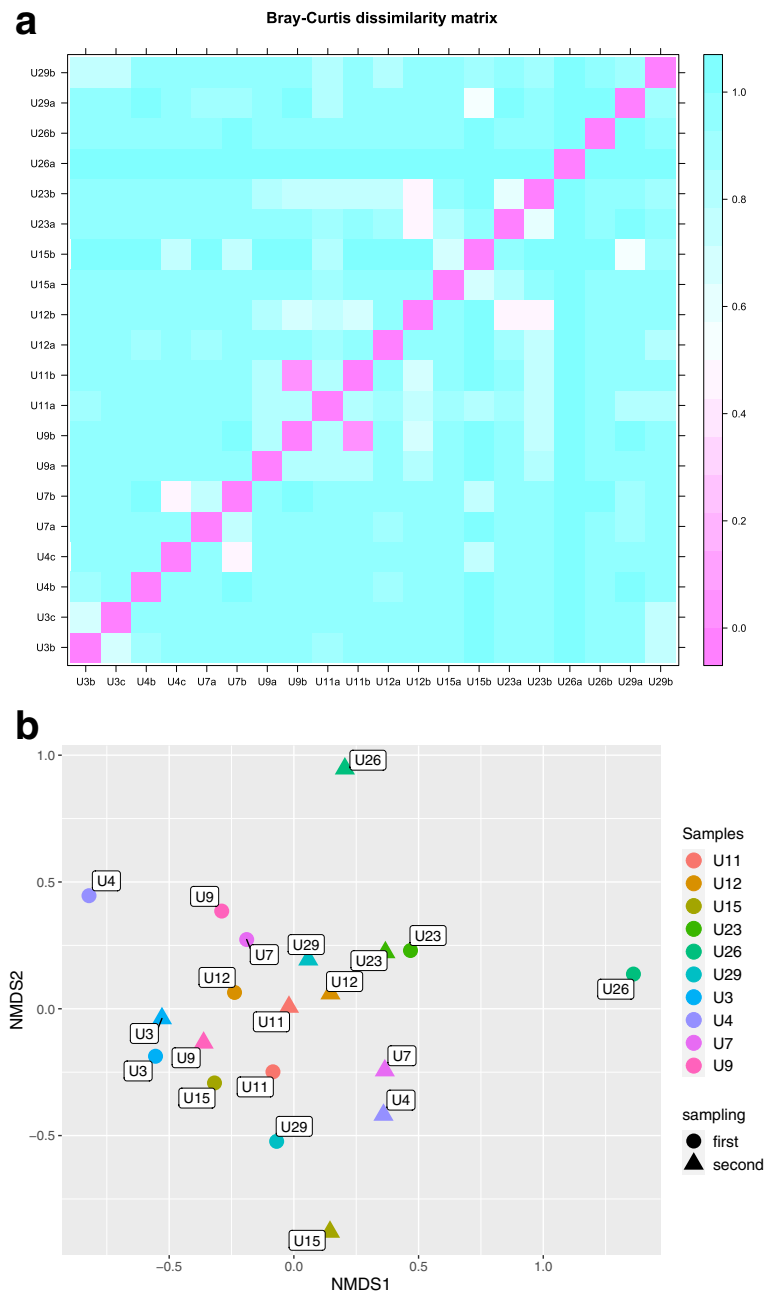 a
Bray-Curtis dissimilarity matrix
U29b
U29a
U26b
U26a
U23b
U23a
U15b
U15a
U12b
U12a
U11b
U11a
U9b
U9a
U7b
U7a
U4c
U4b
U3c
U3b
U3b U3c U4b U4c U7a U7b U9a U9b U11a U11b U12a U12b U15a U15b U23a U23b U26a U26b U29a U29b
1.0
0.8
0.6
0.4
0.2
0.0
b
NMDS2
1.0
0.5
0.0
−0.5
U26
U4
U9
U7
U29
U23
U23
U12
U12
U26
U11
U3
U3
U9
U15
U11
U7
U4
U29
U15
−0.5 0.0 0.5 1.0
NMDS1
Samples
U11
U12
U15
U23
U26
U29
U3
U4
U7
U9
sampling
first
second